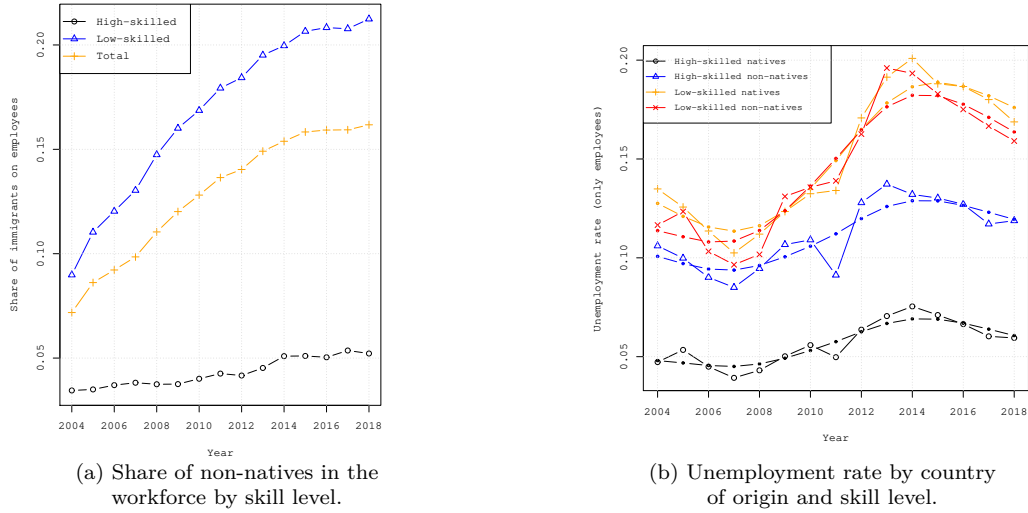 High-skilled
Low-skilled
Total
Share of immigrants on employees
0.20
0.15
0.10
0.05
2004 2006 2008 2010 2012 2014 2016 2018
Year
(a) Share of non-natives in the
workforce by skill level.
High-skilled natives
High-skilled non-natives
Low-skilled natives
Low-skilled non-natives
Unemployment rate (only employees)
0.20
0.15
0.10
0.05
2004 2006 2008 2010 2012 2014 2016 2018
Year
(b) Unemployment rate by country
of origin and skill level.